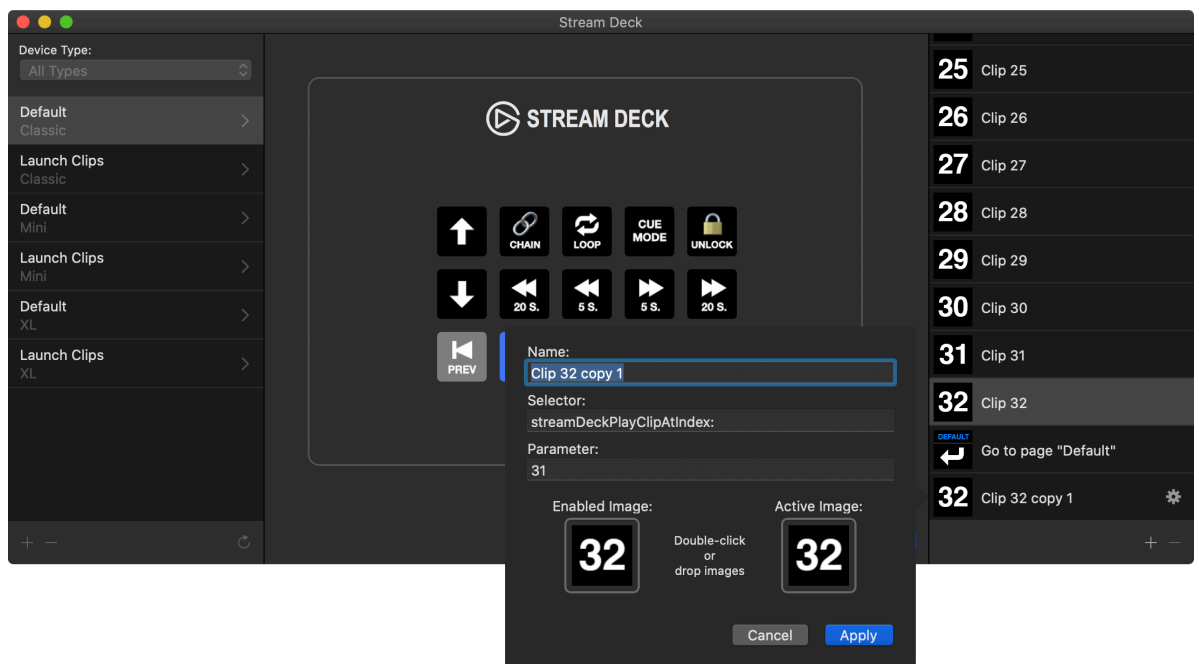 Stream Deck
Device Type:
All Types
Default
Classic
Launch Clips
Classic
Default
Mini
Launch Clips
Mini
Default
XL
Launch Clips
XL
STREAM DECK
CHAIN
LOOP
CUE
MODE
UNLOCK
20 S.
5 S.
5 S.
20 S.
PREV
Name:
Clip 32 copy 1
Selector:
streamDeckPlayClipAtIndex:
Parameter:
31
Enabled Image:
Active Image:
32
Double-click
or
drop images
32
Cancel
Apply
25 Clip 25
26 Clip 26
27 Clip 27
28 Clip 28
29 Clip 29
30 Clip 30
31 Clip 31
32 Clip 32
DEFAULT
Go to page "Default"
32 Clip 32 copy 1